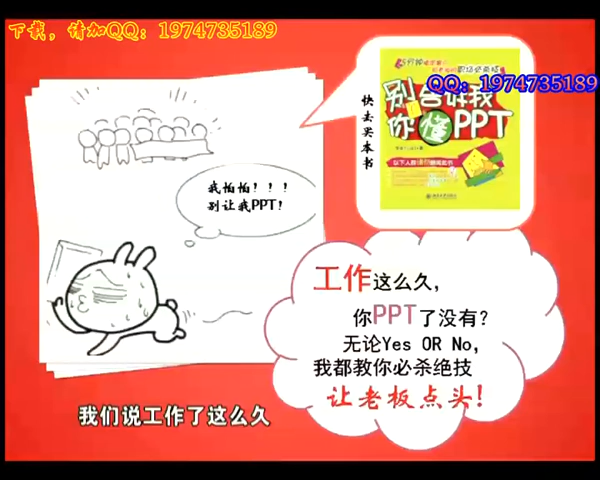 下载，请加QQ：1974735189
QQ：1974735189
快去买本书
别告诉我
你懂PPT
我怕怕！！！
别让我PPT！
工作这么久，
你PPT了没有？
无论Yes OR No，
我都教你必杀绝技
让老板点头！
我们说工作了这么久